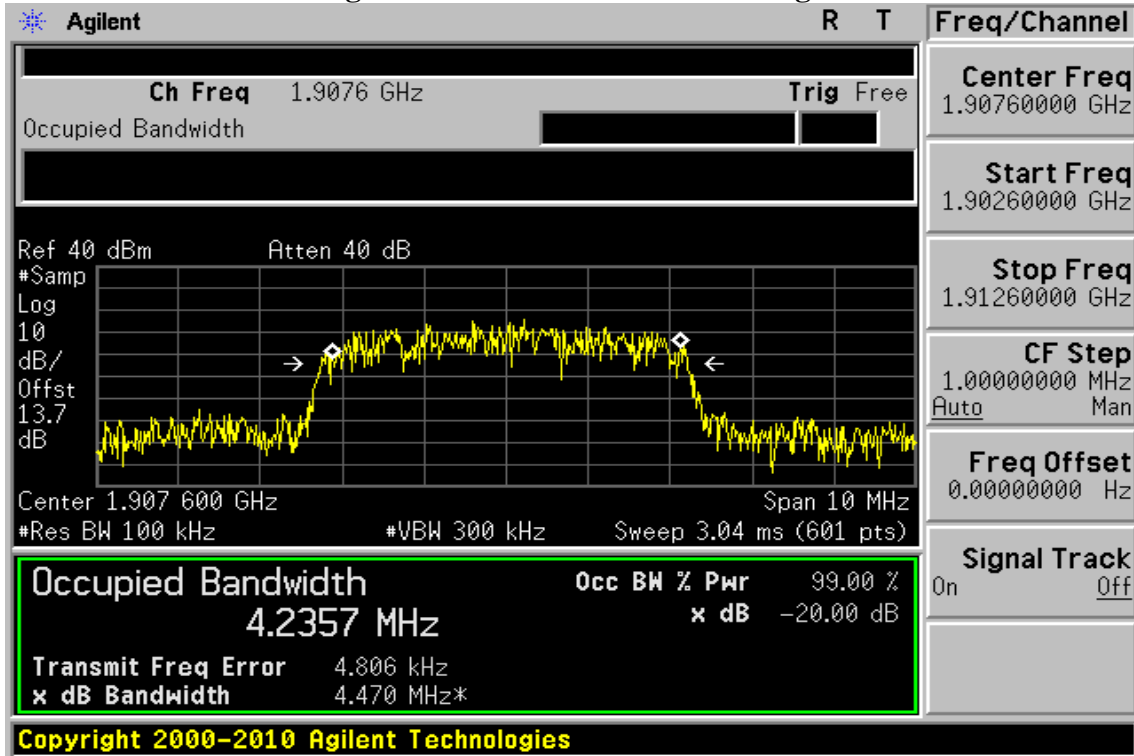 Agilent R T
Ch Freq 1.9076 GHz Trig Free
Occupied Bandwidth
Ref 40 dBm Atten 40 dB
#Samp
Log
10
dB/
Offst
13.7
dB
Center 1.907 600 GHz Span 10 MHz
#Res BW 100 kHz #VBW 300 kHz Sweep 3.04 ms (601 pts)
Occupied Bandwidth
4.2357 MHz
Occ BW % Pwr 99.00 %
x dB -20.00 dB
Transmit Freq Error 4.806 kHz
x dB Bandwidth 4.470 MHz*
Copyright 2000-2010 Agilent Technologies
Freq/Channel
Center Freq
1.90760000 GHz
Start Freq
1.90260000 GHz
Stop Freq
1.91260000 GHz
CF Step
1.00000000 MHz
Auto Man
Freq Offset
0.00000000 Hz
Signal Track
On Off